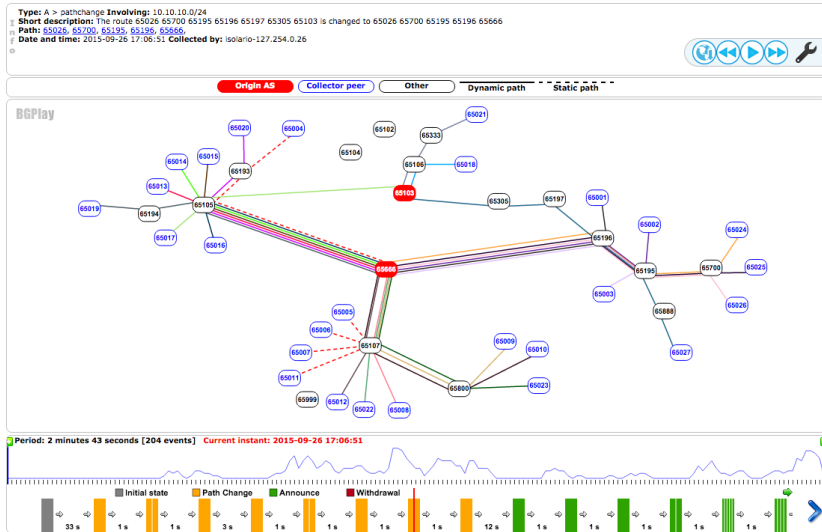 Type: A > pathchange Involving: 10.10.10.0/24
Short description: The route 65026 65700 65195 65196 65197 65305 65103 is changed to 65026 65700 65195 65196 65666
Path: 65026, 65700, 65195, 65196, 65666,
Date and time: 2015-09-26 17:06:51 Collected by: isolario-127.254.0.26
Info
Origin AS
Collector peer
Other
Dynamic path
Static path
BGPlay
65020
65004
65102
65021
65333
65104
65014
65015
65193
65106
65018
65013
65103
65105
65019
65194
65305
65197
65001
65017
65016
65196
65002
65024
65666
65195
65700
65025
65003
65026
65005
65888
65006
65007
65107
65009
65010
65027
65011
65800
65023
65999
65012
65022
65008
Period: 2 minutes 43 seconds [204 events] Current instant: 2015-09-26 17:06:51
Initial state
Path Change
Announce
Withdrawal
33 s
1 s
1 s
3 s
1 s
1 s
1 s
1 s
12 s
1 s
1 s
1 s
1 s
1 s